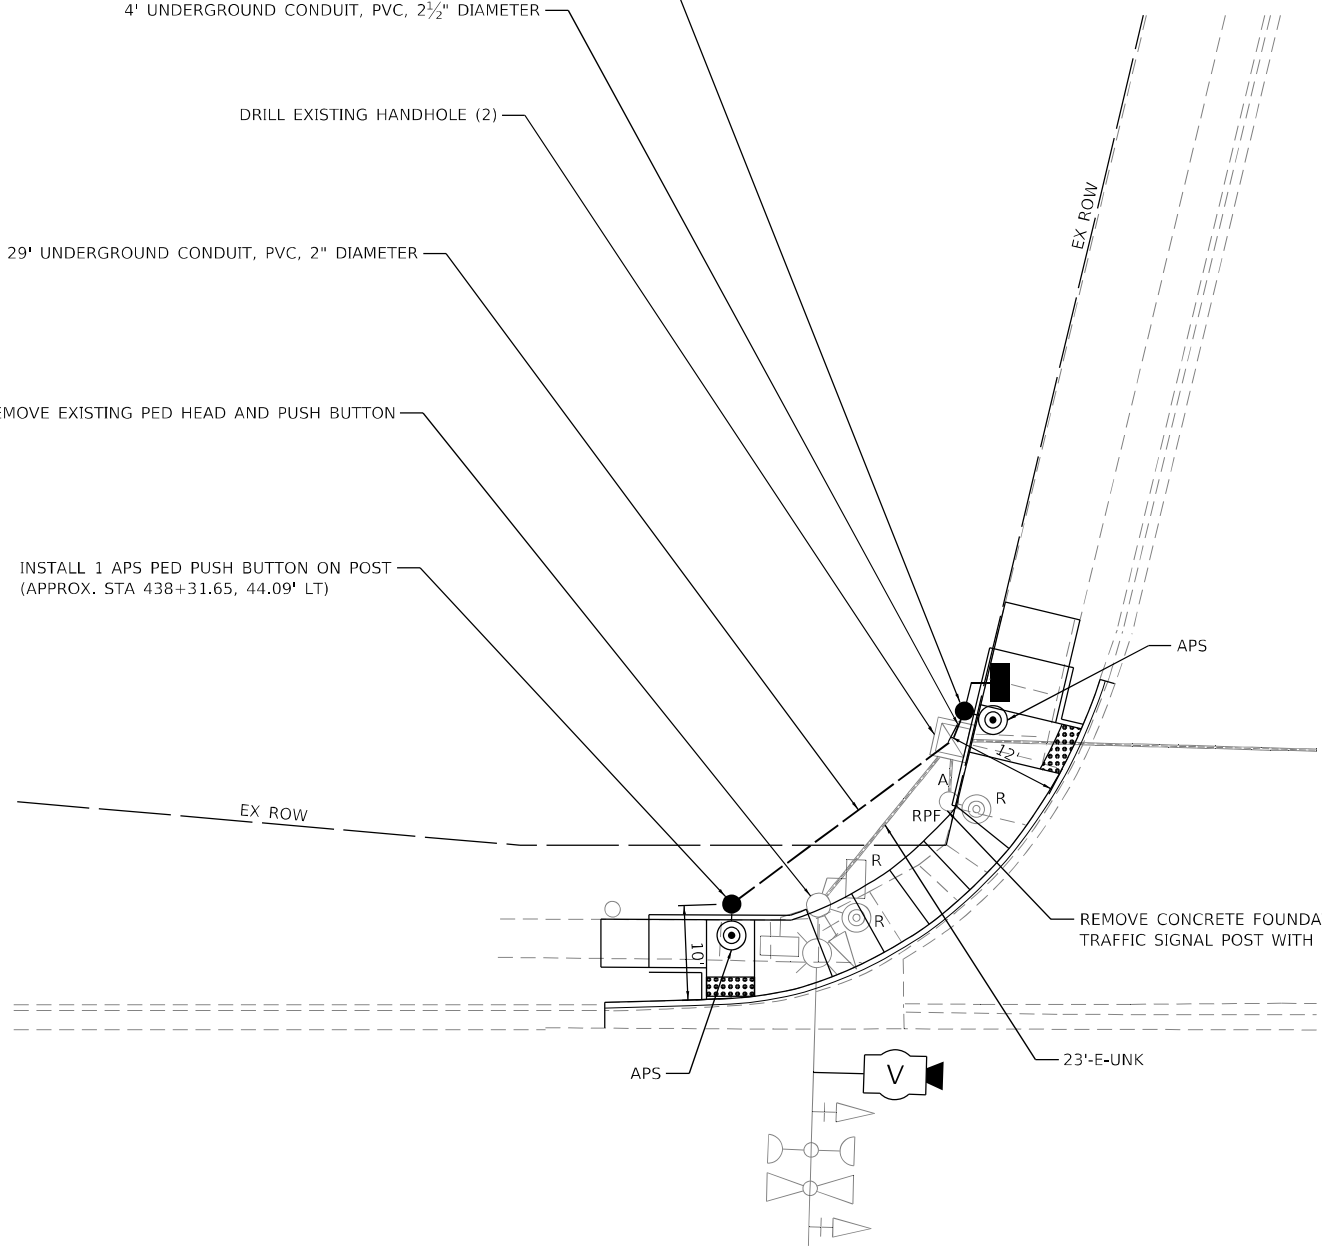 4' UNDERGROUND CONDUIT, PVC, 2½" DIAMETER
DRILL EXISTING HANDHOLE (2)
EX ROW
29' UNDERGROUND CONDUIT, PVC, 2" DIAMETER
EMOVE EXISTING PED HEAD AND PUSH BUTTON
INSTALL 1 APS PED PUSH BUTTON ON POST
(APPROX. STA 438+31.65, 44.09' LT)
APS
12'
A
R
RPF
EX ROW
R
R
REMOVE CONCRETE FOUNDA
TRAFFIC SIGNAL POST WITH
10'
23'-E-UNK
APS
V